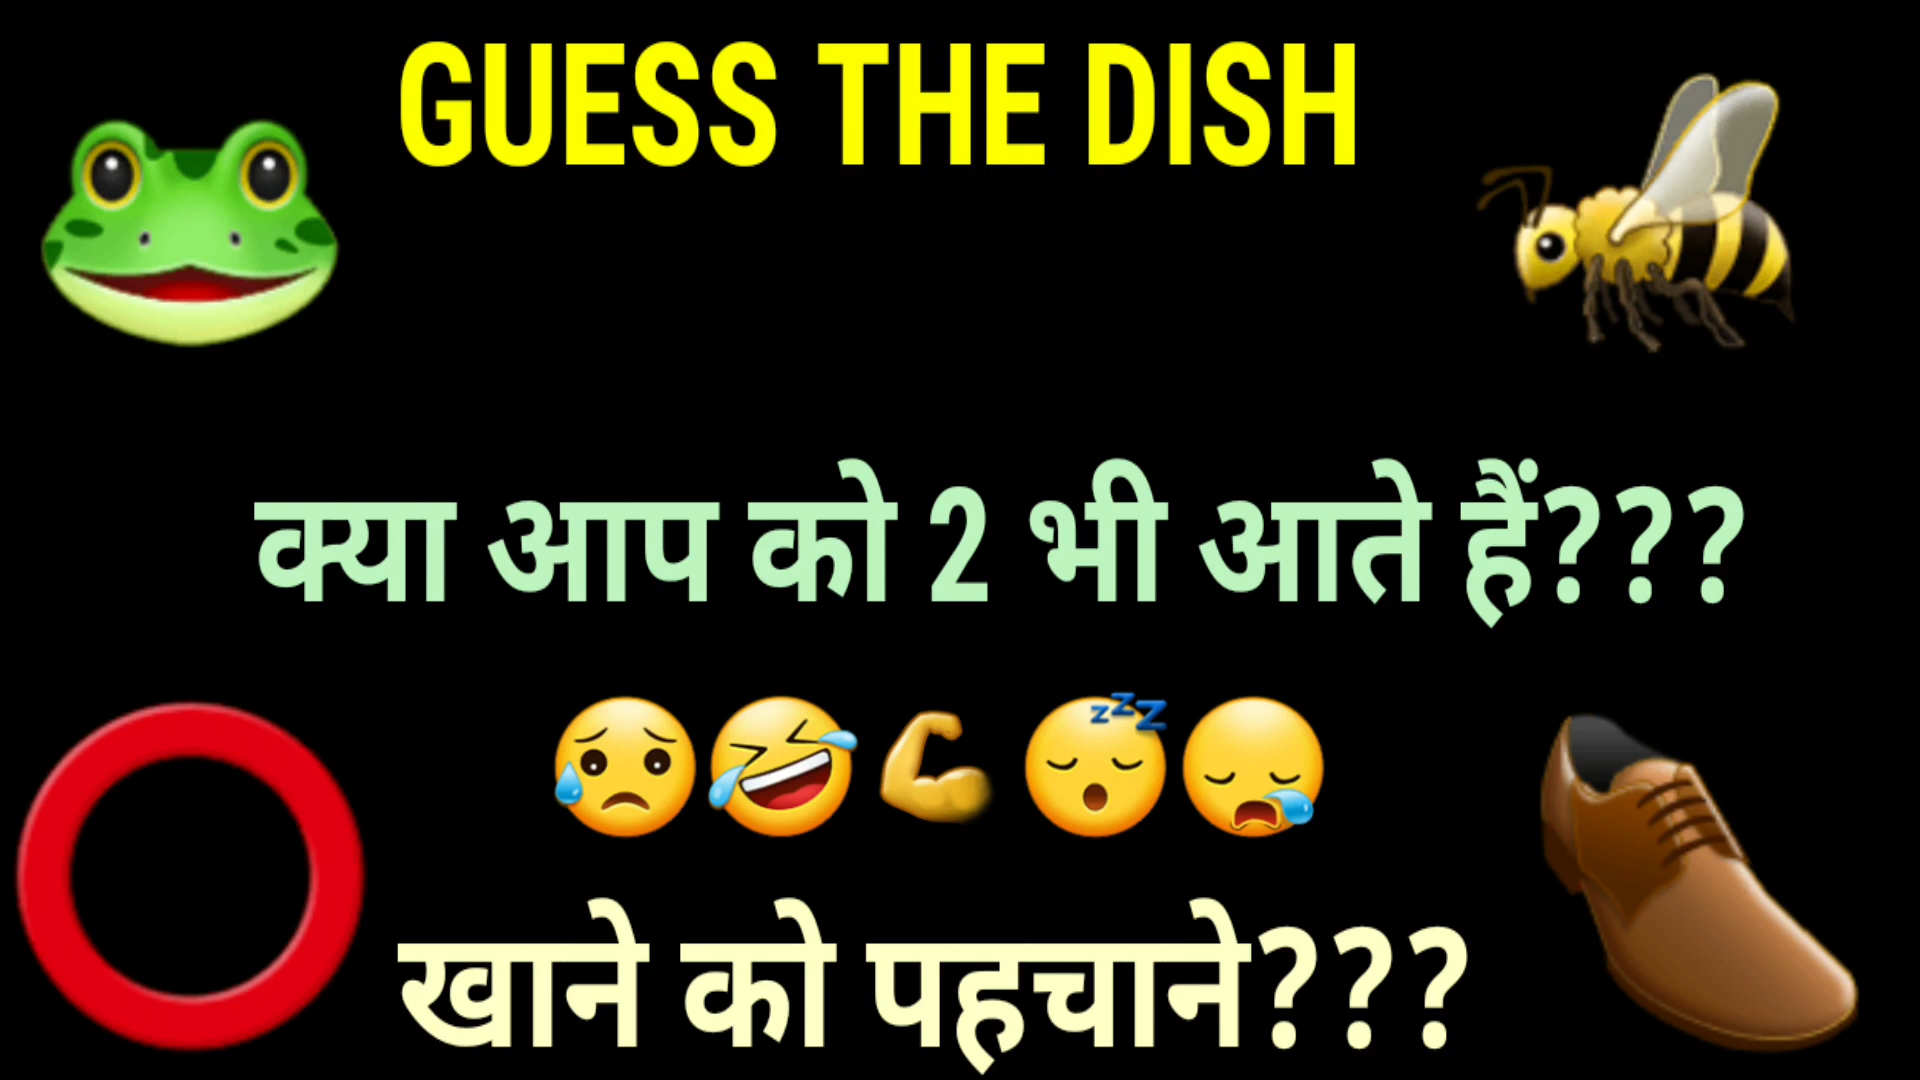 GUESS THE DISH
क्या आप को 2 भी आते हैं???
खाने को पहचाने???